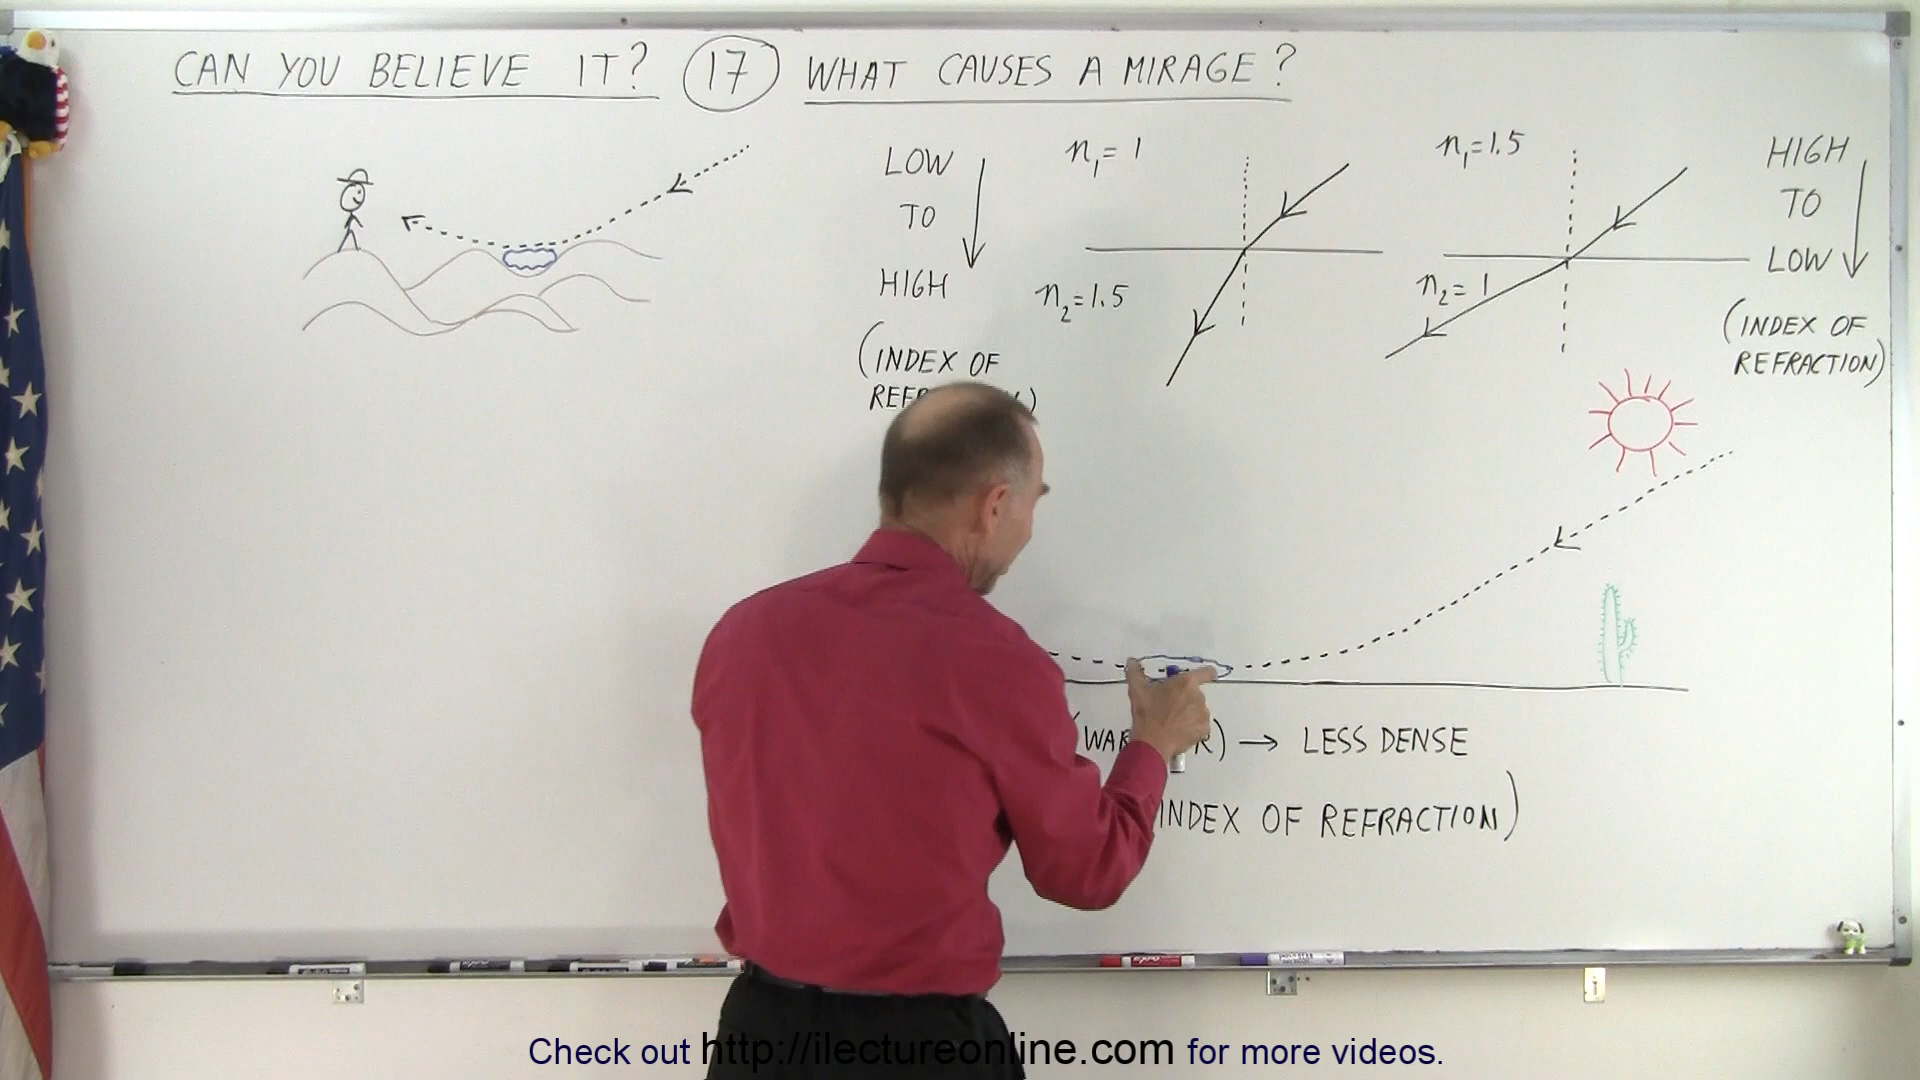 CAN YOU BELIEVE IT? 17 WHAT CAUSES A MIRAGE?
LOW
TO
HIGH
(INDEX OF
n₁= 1
n₂=1.5
n₁=1.5
n₂= 1
HIGH
TO
LOW
(INDEX OF
REFRACTION)
→ LESS DENSE
INDEX OF REFRACTION)
Check out http://ilectureonline.com for more videos.